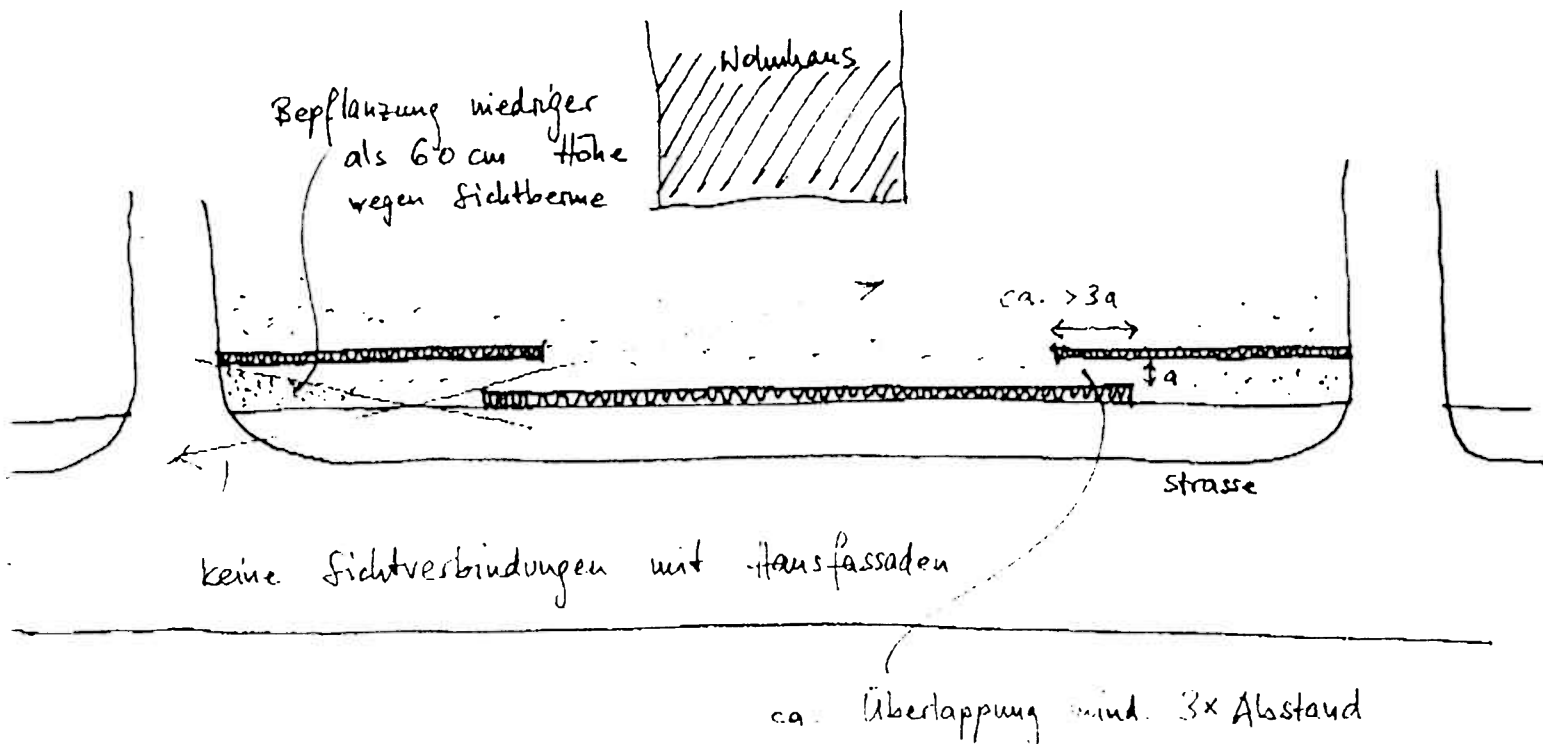 Wohnhaus
Bepflanzung niedriger
als 60 cm Höhe
wegen Sichtberme
ca. >3a
a
Strasse
keine Sichtverbindungen mit Hausfassaden
ca. Überlappung mind. 3x Abstand